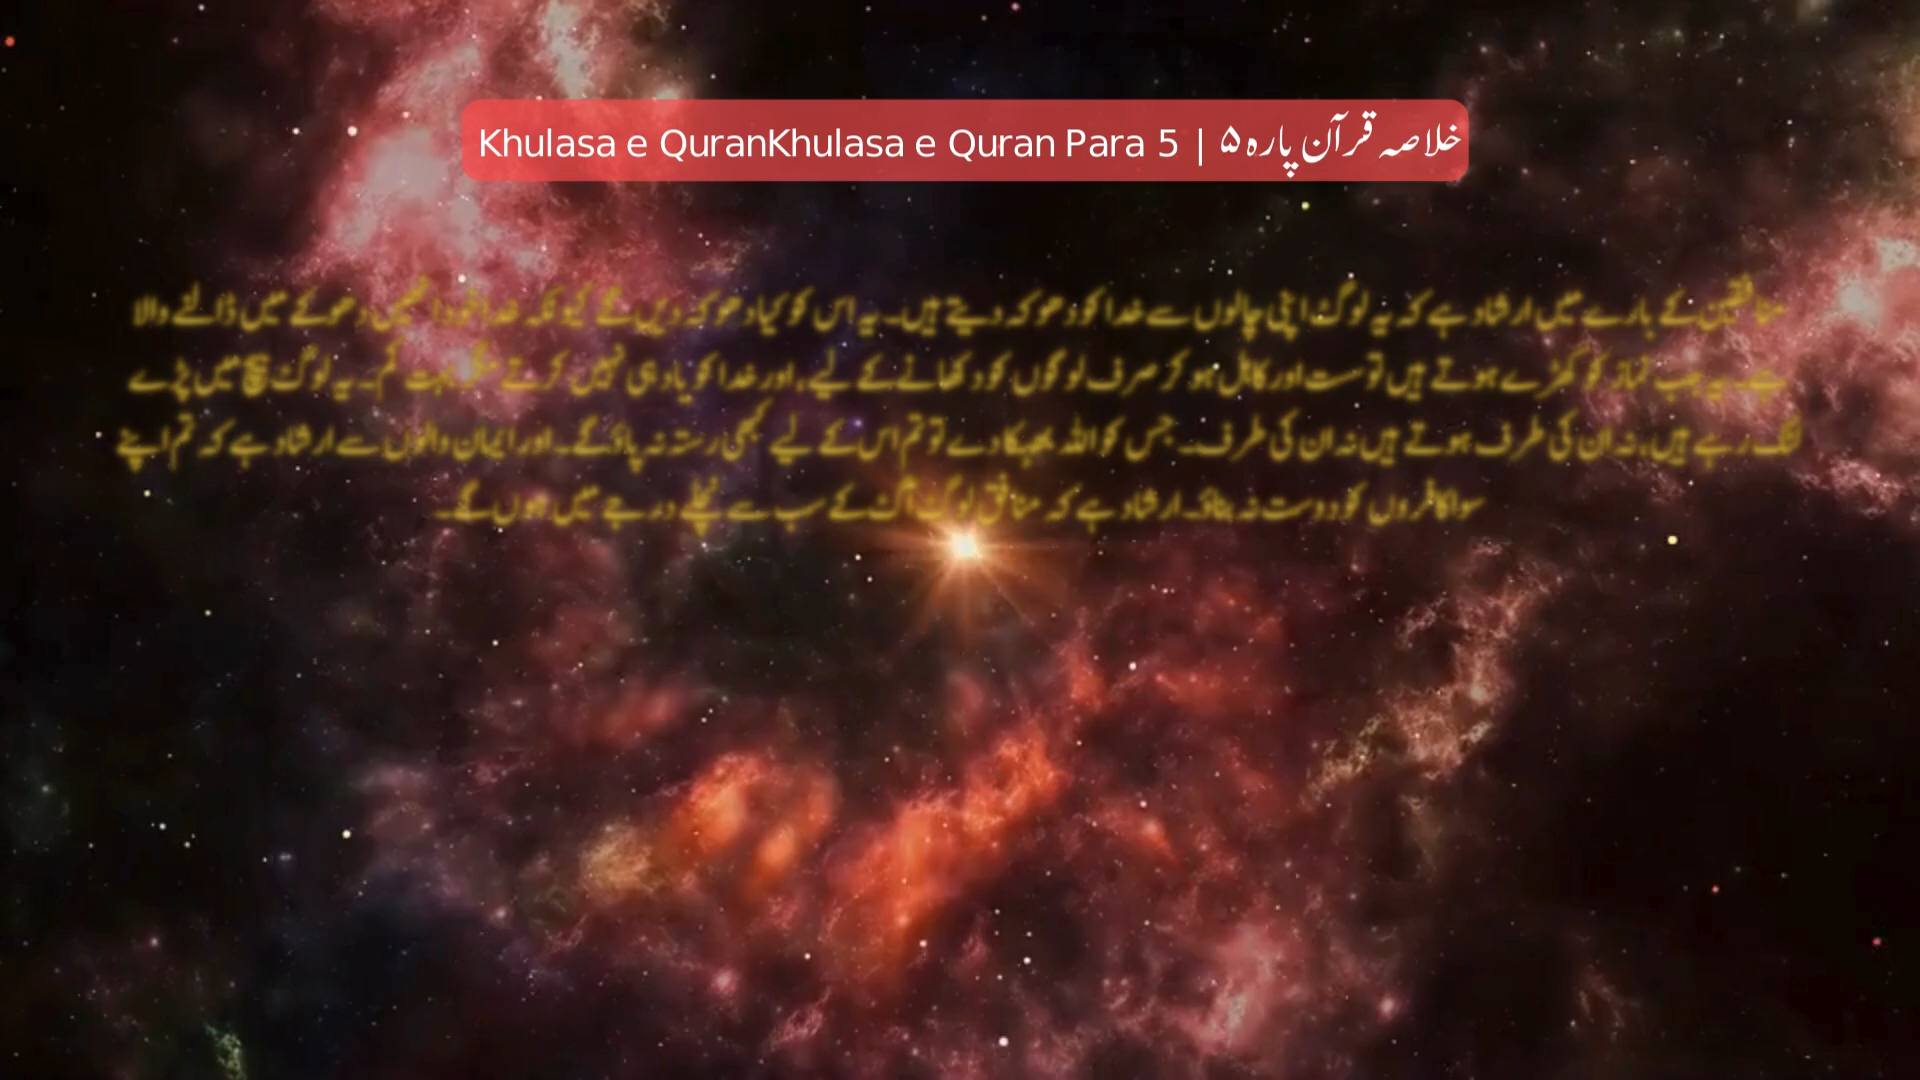 Khulasa e QuranKhulasa e Quran Para 5 | خلاصہ قرآن پارہ ۵
منافقین کے بارے میں ارشاد ہے کہ یہ لوگ اپنی چالوں سے خدا کو دھوکہ دیتے ہیں۔ یہ اس کو کیا دھوکہ دیں گے کیونکہ خدا خود انھیں دھوکے میں ڈالنے والا
ہے۔ یہ جب نماز کو کھڑے ہوتے ہیں تو سست اور کاہل ہو کر صرف لوگوں کو دکھانے کے لیے، اور خدا کو یاد ہی نہیں کرتے مگر بہت کم۔ یہ لوگ بیچ میں پڑے
لٹک رہے ہیں، نہ ان کی طرف ہوتے ہیں نہ ان کی طرف۔ جس کو اللہ بھٹکا دے تو تم اس کے لیے کبھی رستہ نہ پاؤ گے۔ اور ایمان والوں سے ارشاد ہے کہ تم اپنے
سوا کافروں کو دوست نہ بناؤ۔ ارشاد ہے کہ منافق لوگ آگ کے سب سے نچلے درجے میں ہوں گے۔